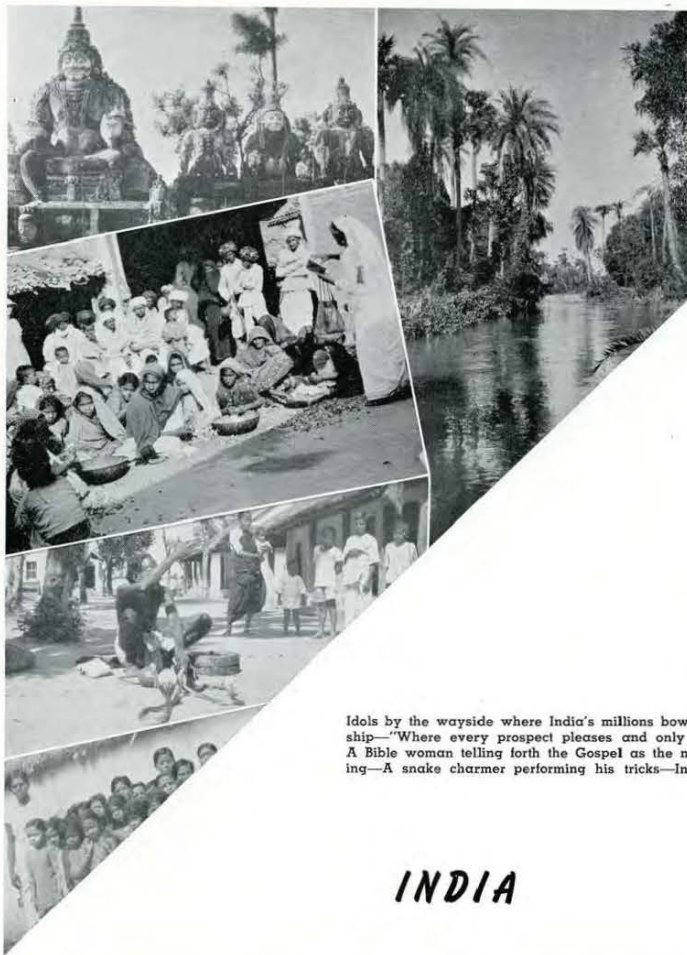 Idols by the wayside where India's millions bow
ship—"Where every prospect pleases and only
A Bible woman telling forth the Gospel as the
ing—A snake charmer performing his tricks—
INDIA